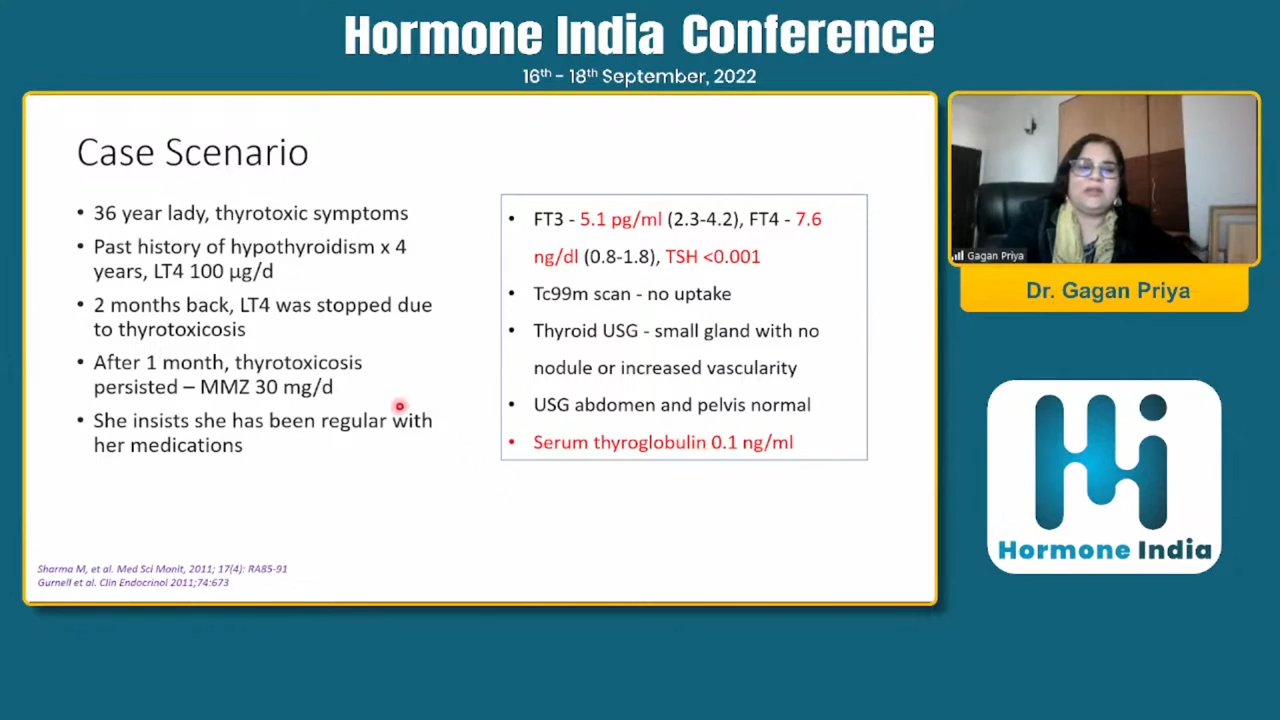 Hormone India Conference
16th - 18th September, 2022
Case Scenario
• 36 year lady, thyrotoxic symptoms
• Past history of hypothyroidism x 4
years, LT4 100 µg/d
• 2 months back, LT4 was stopped due
to thyrotoxicosis
• After 1 month, thyrotoxicosis
persisted – MMZ 30 mg/d
• She insists she has been regular with
her medications
• FT3 - 5.1 pg/ml (2.3-4.2), FT4 - 7.6
ng/dl (0.8-1.8), TSH <0.001
• Tc99m scan - no uptake
• Thyroid USG - small gland with no
nodule or increased vascularity
• USG abdomen and pelvis normal
• Serum thyroglobulin 0.1 ng/ml
Sharma M, et al. Med Sci Monit, 2011; 17(4): RA85-91
Gurnell et al. Clin Endocrinol 2011;74:673
Gagan Priya
Dr. Gagan Priya
Hormone India